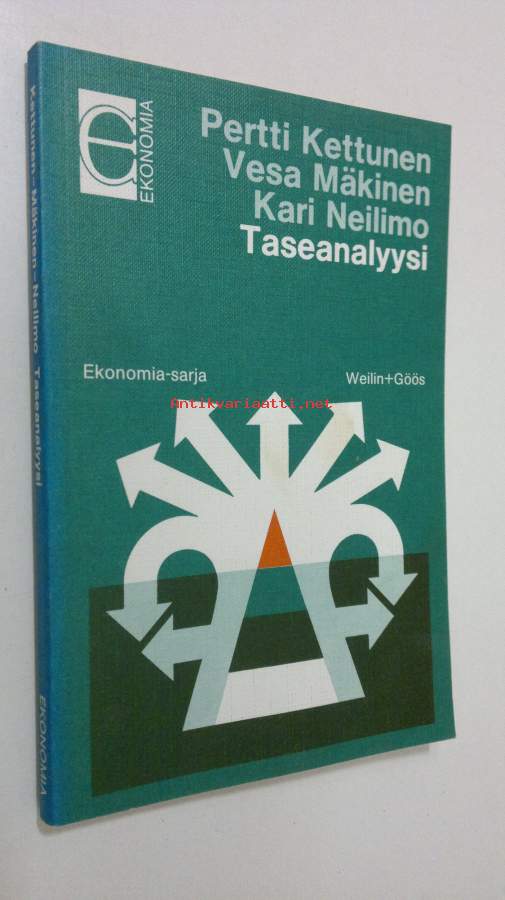 EKONOMIA
Pertti Kettunen
Vesa Mäkinen
Kari Neilimo
Taseanalyysi
Ekonomia-sarja
Weilin+Göös
Antikvariaatti.net
Kettunen – Mäkinen – Neilimo Taseanalyysi
EKONOMIA